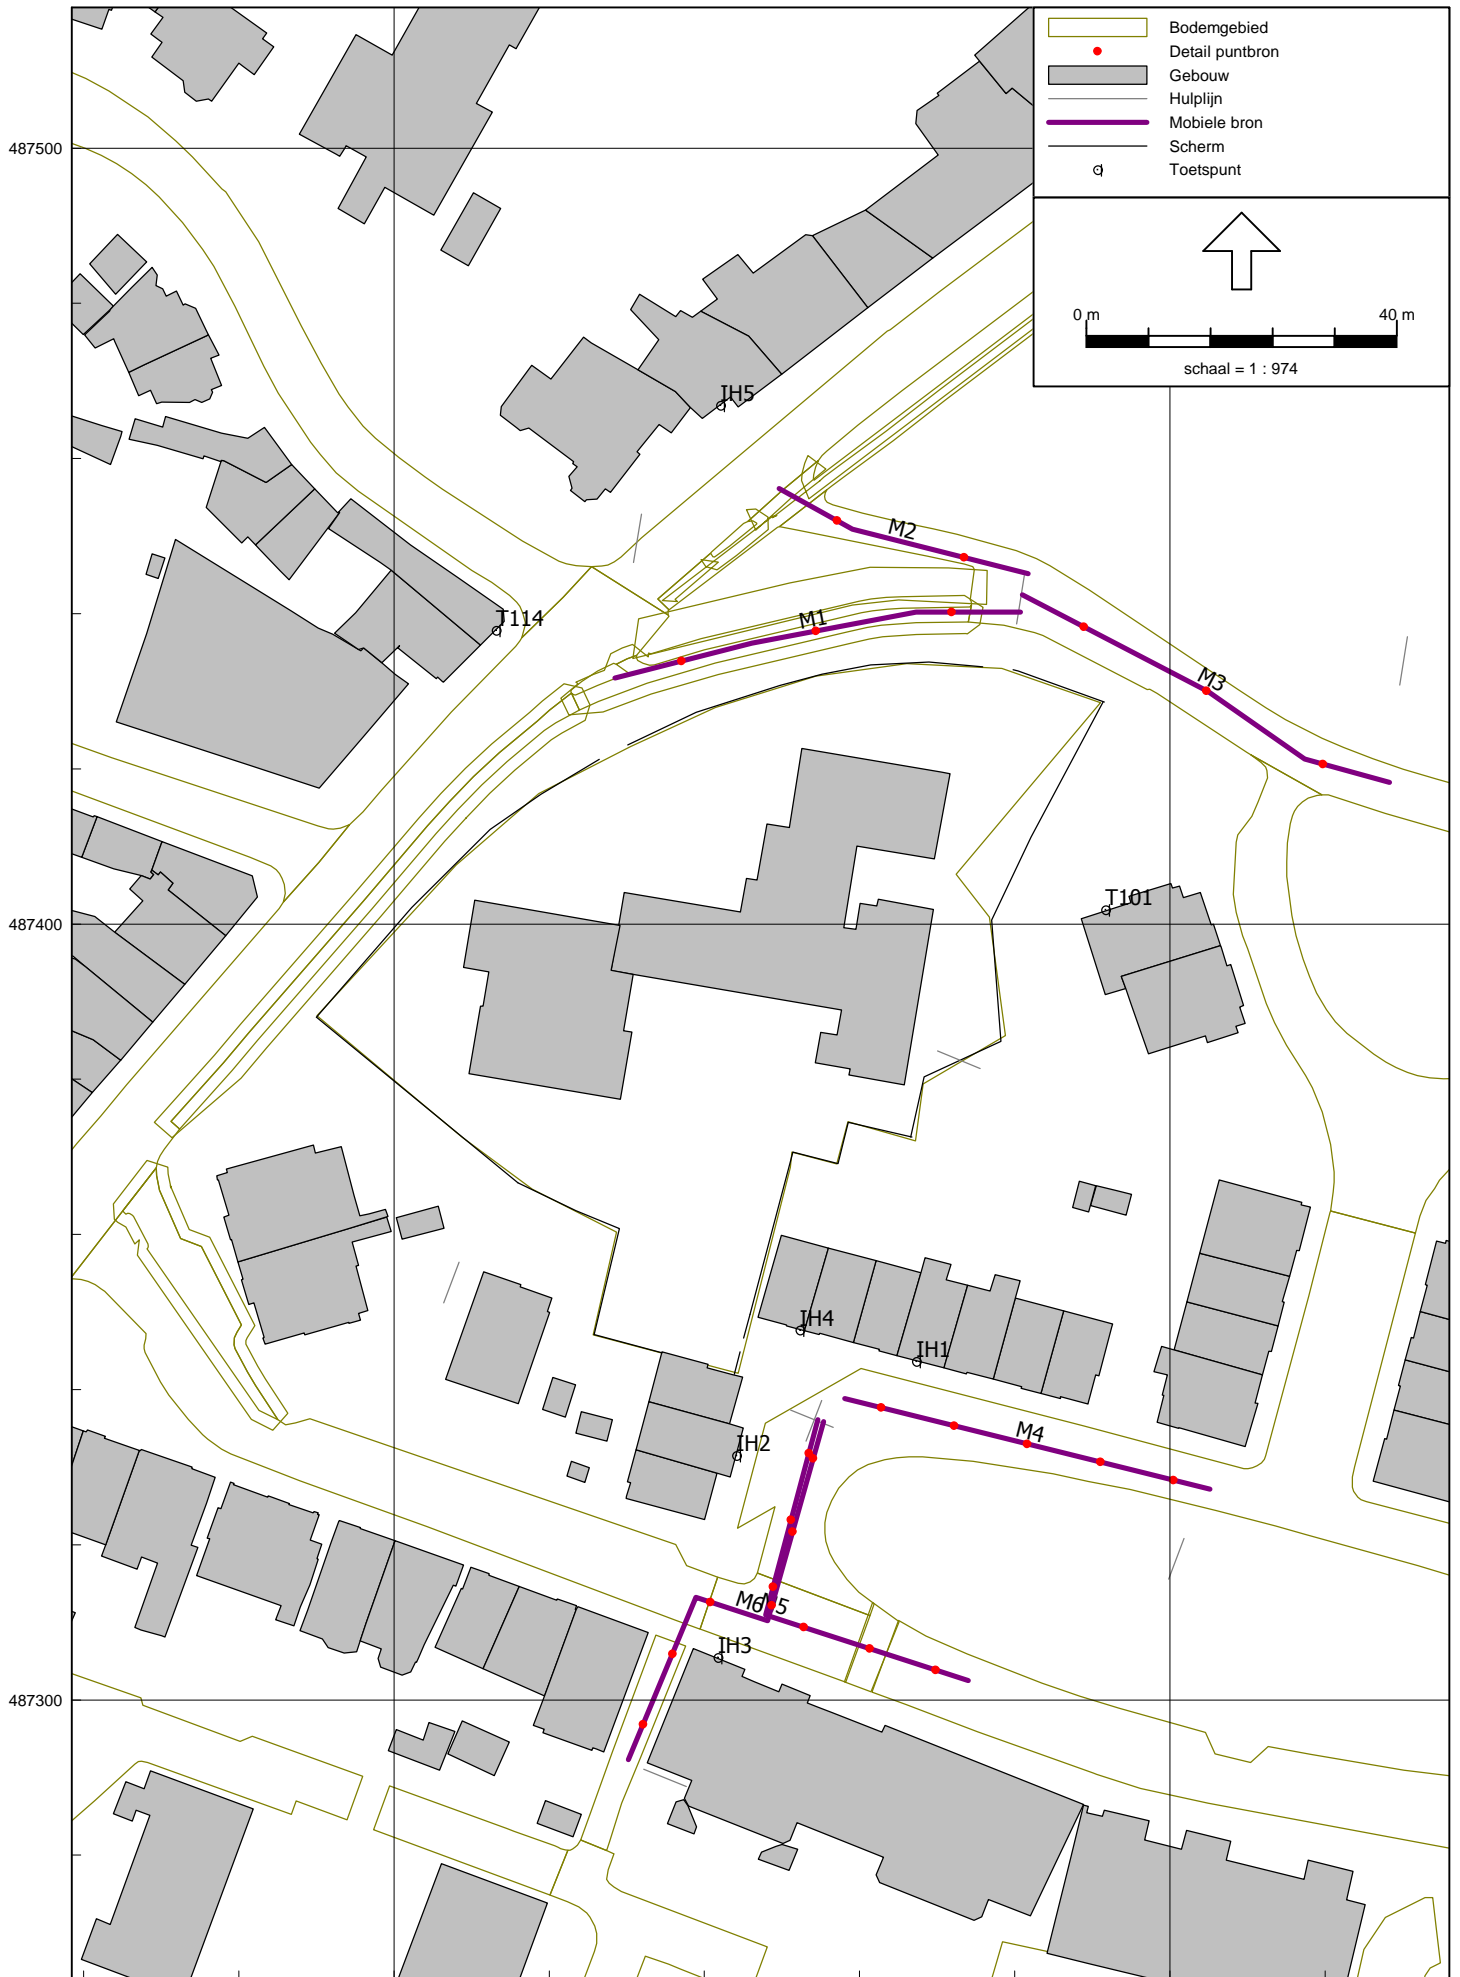 Bodemgebied
Detail puntbron
Gebouw
Hulplijn
Mobiele bron
Scherm
Toetspunt
487500
0 m 40 m
schaal = 1 : 974
IH5
M2
M1
T114
M3
T101
487400
IH4
IH1
M4
IH2
M6
M5
IH3
487300